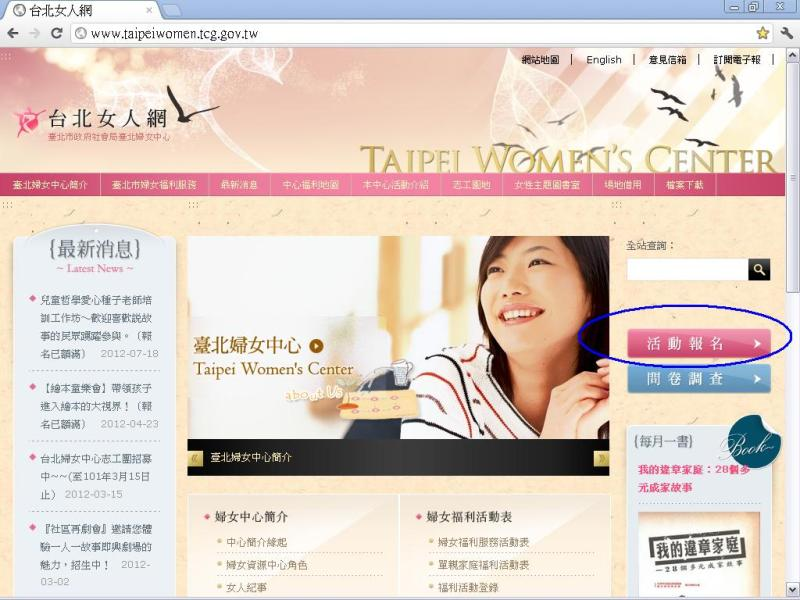 台北女人網
www.taipeiwomen.tcg.gov.tw
網站地圖 | English | 意見信箱 | 訂閱電子報 |
台北女人網
臺北市政府社會局臺北婦女中心
TAIPEI WOMEN'S CENTER
臺北婦女中心簡介 臺北市婦女福利服務 最新消息 中心福利地圖 本中心活動介紹 志工園地 女性主題圖書室 場地借用 檔案下載
{最新消息}
~ Latest News ~
兒童哲學愛心種子老師培
訓工作坊~歡迎喜歡說故
事的民眾踴躍參與。〔報
名已額滿〕 2012-07-18
【繪本童樂會】帶領孩子
進入繪本的大視界！〔報
名已額滿〕 2012-04-23
台北婦女中心志工團招募
中~~(至101年3月15日
止） 2012-03-15
『社區再劇會』邀請您體
驗一人一故事即興劇場的
魅力，招生中！ 2012-
03-02
臺北婦女中心
Taipei Women's Center
about Us
臺北婦女中心簡介
婦女中心簡介
中心簡介緣起
婦女資源中心角色
女人紀事
婦女福利活動表
婦女福利服務活動表
單親家庭福利活動表
福利活動登錄
全站查詢：
活動報名
問卷調查
{每月一書}
Book~
我的違章家庭：28個多
元成家故事
我的違章家庭
—28個多元成家故事